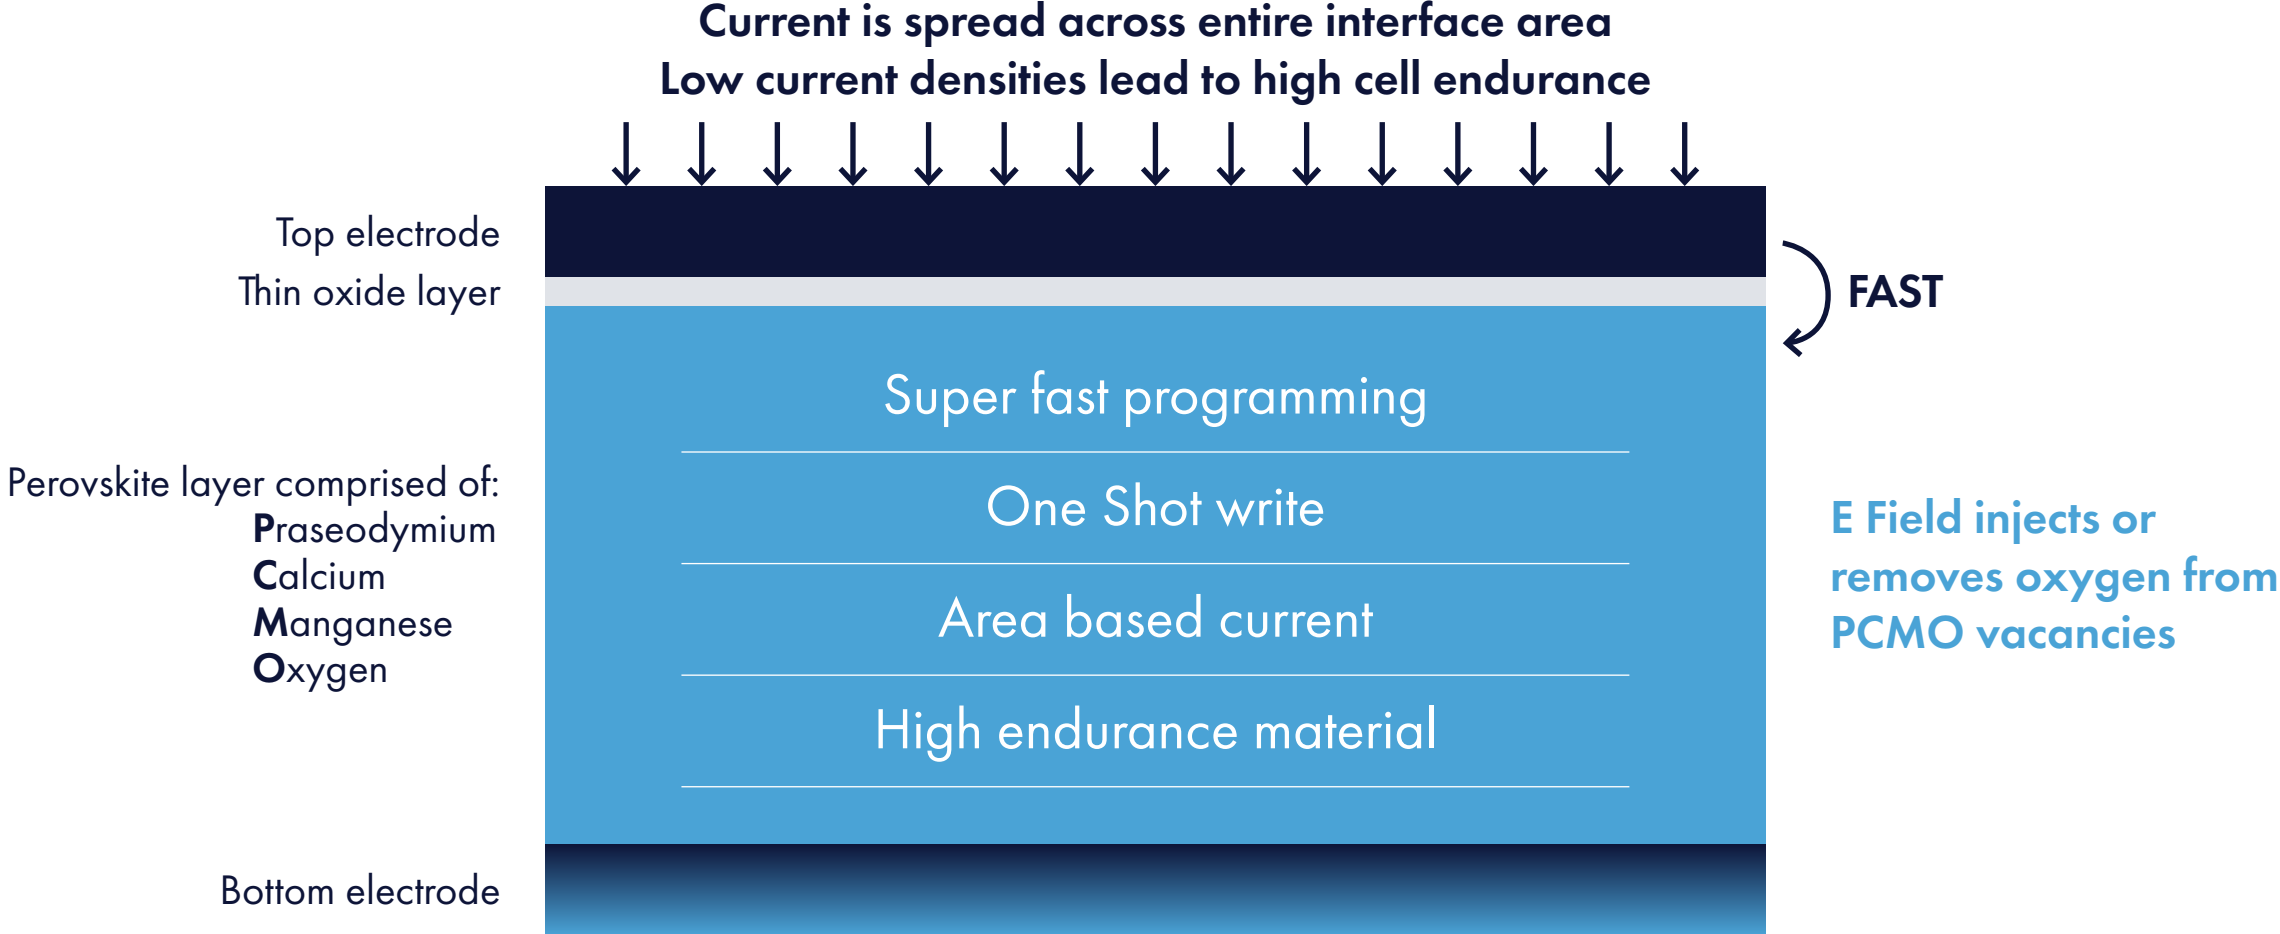 Current is spread across entire interface area
Low current densities lead to high cell endurance
Top electrode
Thin oxide layer
FAST
Super fast programming
One Shot write
Area based current
High endurance material
Perovskite layer comprised of:
Praseodymium
Calcium
Manganese
Oxygen
E Field injects or
removes oxygen from
PCMO vacancies
Bottom electrode